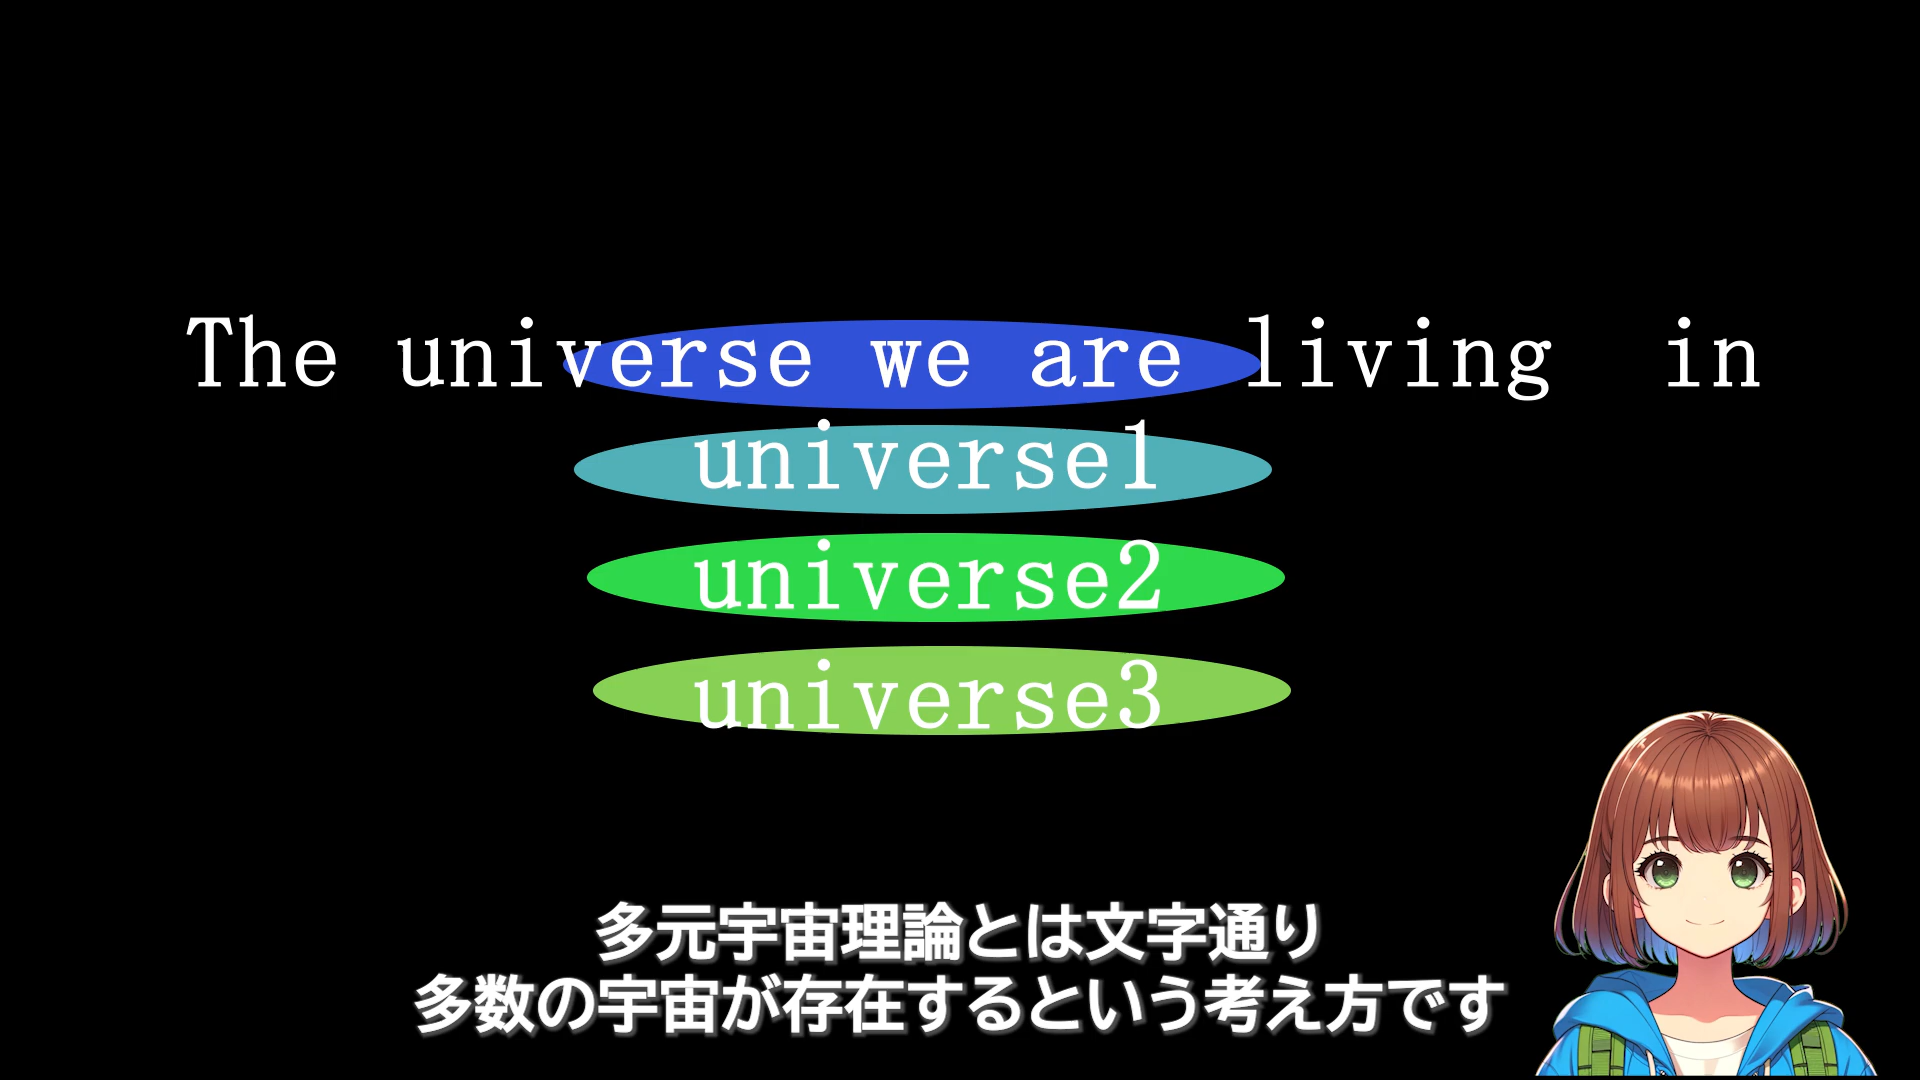 The universe we are living  in
universe1
universe2
universe3
多元宇宙理論とは文字通り
多数の宇宙が存在するという考え方です